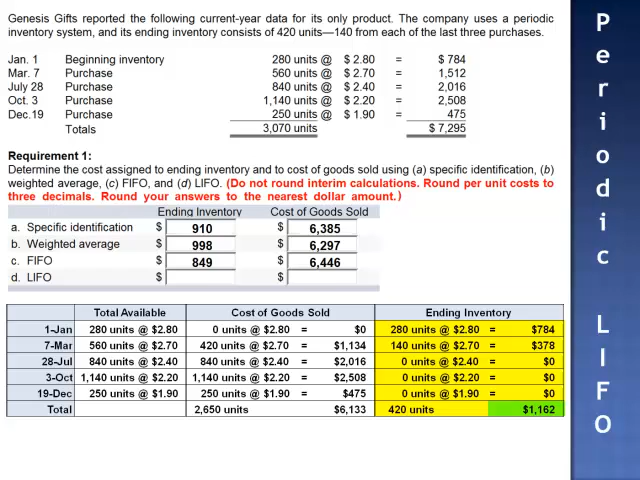 Genesis Gifts reported the following current-year data for its only product. The company uses a periodic
inventory system, and its ending inventory consists of 420 units—140 from each of the last three purchases.
Jan. 1 Beginning inventory 280 units @ $ 2.80 = $ 784
Mar. 7 Purchase 560 units @ $ 2.70 = 1,512
July 28 Purchase 840 units @ $ 2.40 = 2,016
Oct. 3 Purchase 1,140 units @ $ 2.20 = 2,508
Dec.19 Purchase 250 units @ $ 1.90 = 475
Totals 3,070 units $ 7,295
Requirement 1:
Determine the cost assigned to ending inventory and to cost of goods sold using (a) specific identification, (b)
weighted average, (c) FIFO, and (d) LIFO. (Do not round interim calculations. Round per unit costs to
three decimals. Round your answers to the nearest dollar amount.)
Ending Inventory Cost of Goods Sold
a. Specific identification $ 910 $ 6,385
b. Weighted average $ 998 $ 6,297
c. FIFO $ 849 $ 6,446
d. LIFO $ $
Total Available Cost of Goods Sold Ending Inventory
1-Jan 280 units @ $2.80 0 units @ $2.80 = $0 280 units @ $2.80 = $784
7-Mar 560 units @ $2.70 420 units @ $2.70 = $1,134 140 units @ $2.70 = $378
28-Jul 840 units @ $2.40 840 units @ $2.40 = $2,016 0 units @ $2.40 = $0
3-Oct 1,140 units @ $2.20 1,140 units @ $2.20 = $2,508 0 units @ $2.20 = $0
19-Dec 250 units @ $1.90 250 units @ $1.90 = $475 0 units @ $1.90 = $0
Total 2,650 units $6,133 420 units $1,162
Periodic
LIFO